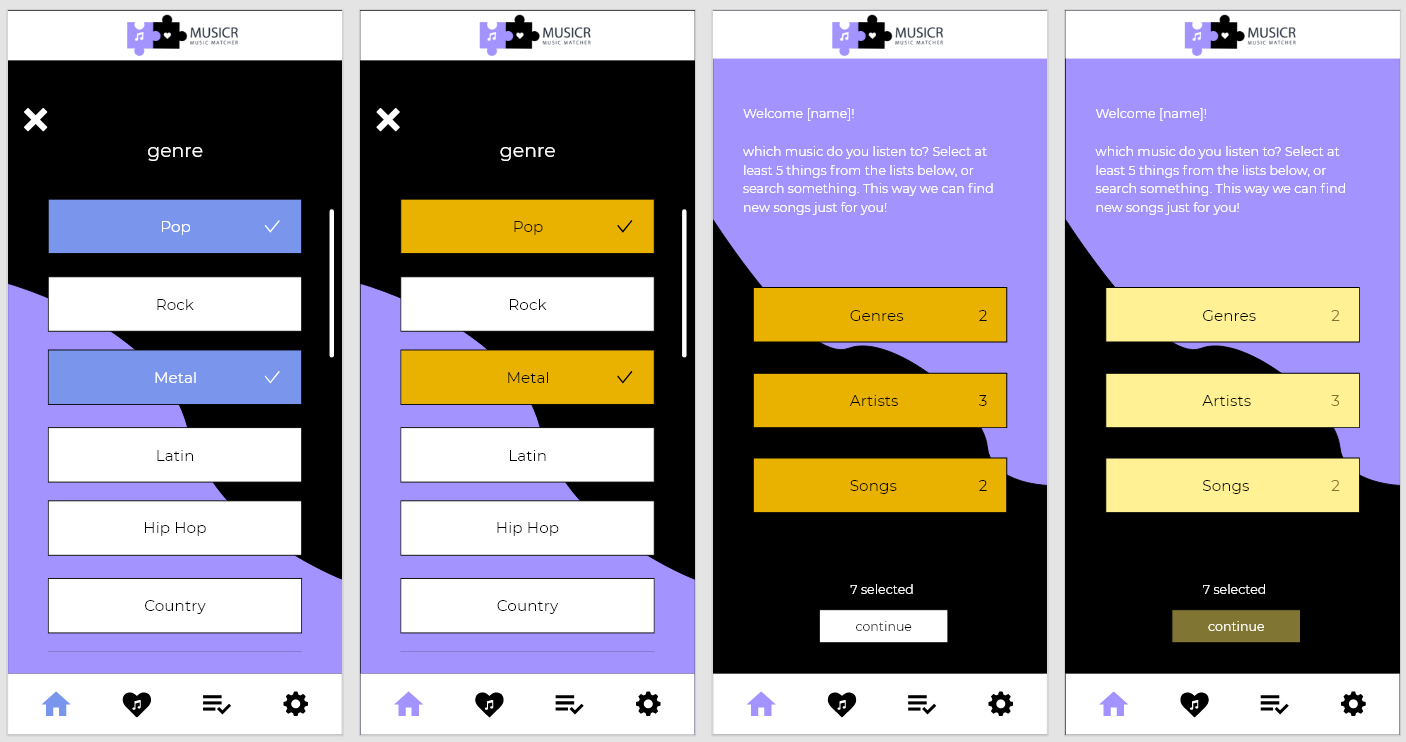 MUSICR
MUSIC MATCHER
genre
Pop
Rock
Metal
Latin
Hip Hop
Country
MUSICR
MUSIC MATCHER
genre
Pop
Rock
Metal
Latin
Hip Hop
Country
MUSICR
MUSIC MATCHER
Welcome [name]!
which music do you listen to? Select at
least 5 things from the lists below, or
search something. This way we can find
new songs just for you!
Genres 2
Artists 3
Songs 2
7 selected
continue
MUSICR
MUSIC MATCHER
Welcome [name]!
which music do you listen to? Select at
least 5 things from the lists below, or
search something. This way we can find
new songs just for you!
Genres 2
Artists 3
Songs 2
7 selected
continue